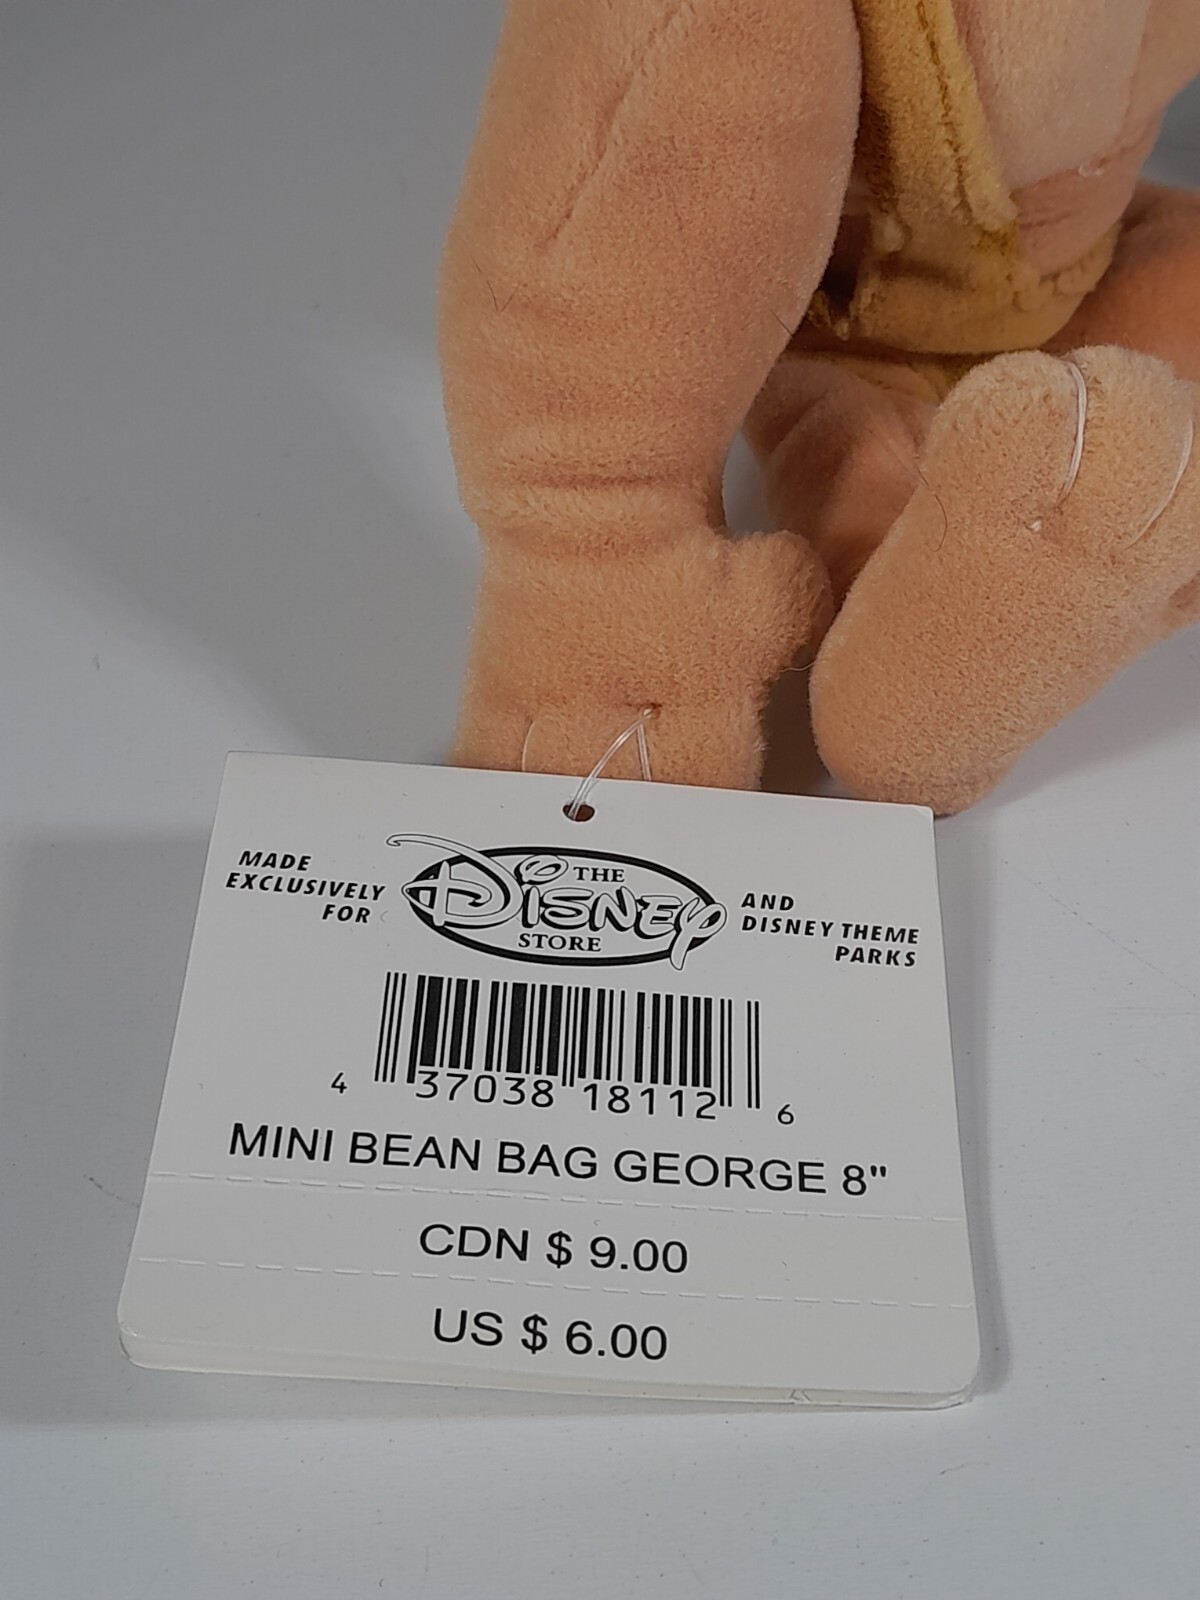 MADE
EXCLUSIVELY
FOR
THE
DISNEY
STORE
AND
DISNEY THEME
PARKS
4 37038 18112 6
MINI BEAN BAG GEORGE 8"
CDN $ 9.00
US $ 6.00